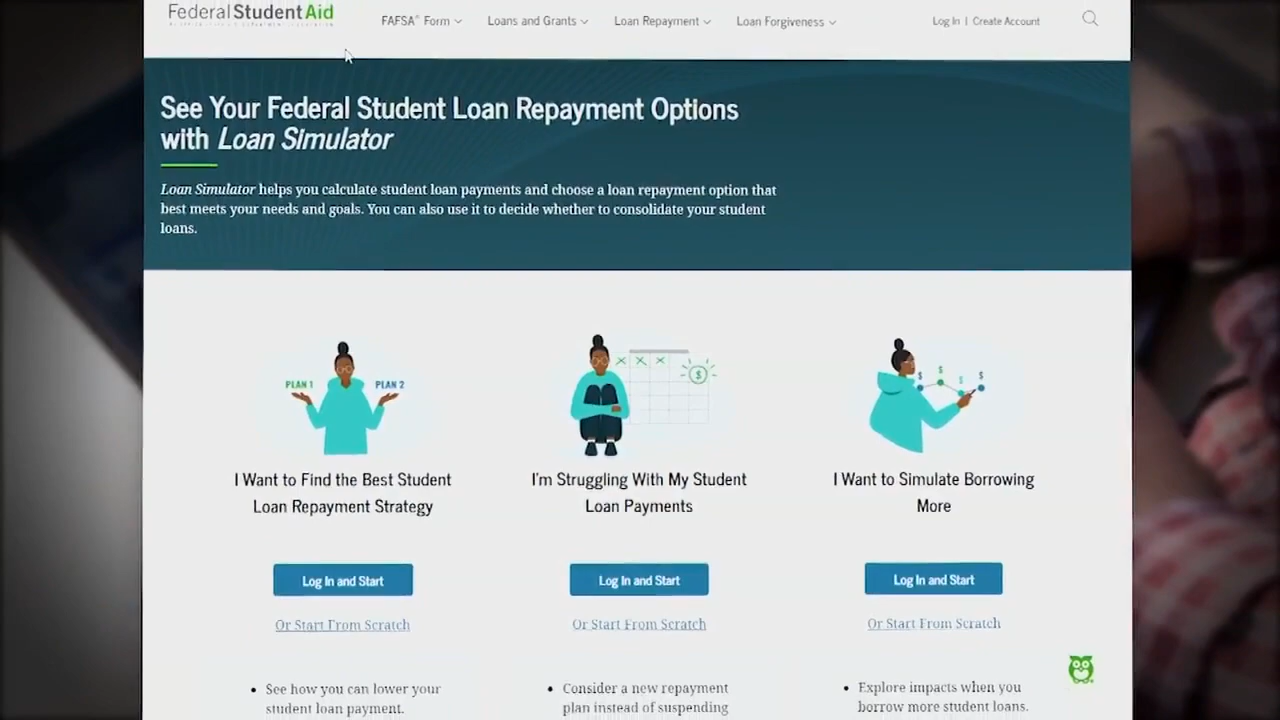 Federal Student Aid
FAFSA® Form
Loans and Grants
Loan Repayment
Loan Forgiveness
Log In | Create Account
See Your Federal Student Loan Repayment Options
with Loan Simulator
Loan Simulator helps you calculate student loan payments and choose a loan repayment option that
best meets your needs and goals. You can also use it to decide whether to consolidate your student
loans.
PLAN 1
PLAN 2
$
$
$
$
$
I Want to Find the Best Student
Loan Repayment Strategy
Log In and Start
Or Start From Scratch
• See how you can lower your
student loan payment.
I'm Struggling With My Student
Loan Payments
Log In and Start
Or Start From Scratch
• Consider a new repayment
plan instead of suspending
I Want to Simulate Borrowing
More
Log In and Start
Or Start From Scratch
• Explore impacts when you
borrow more student loans.